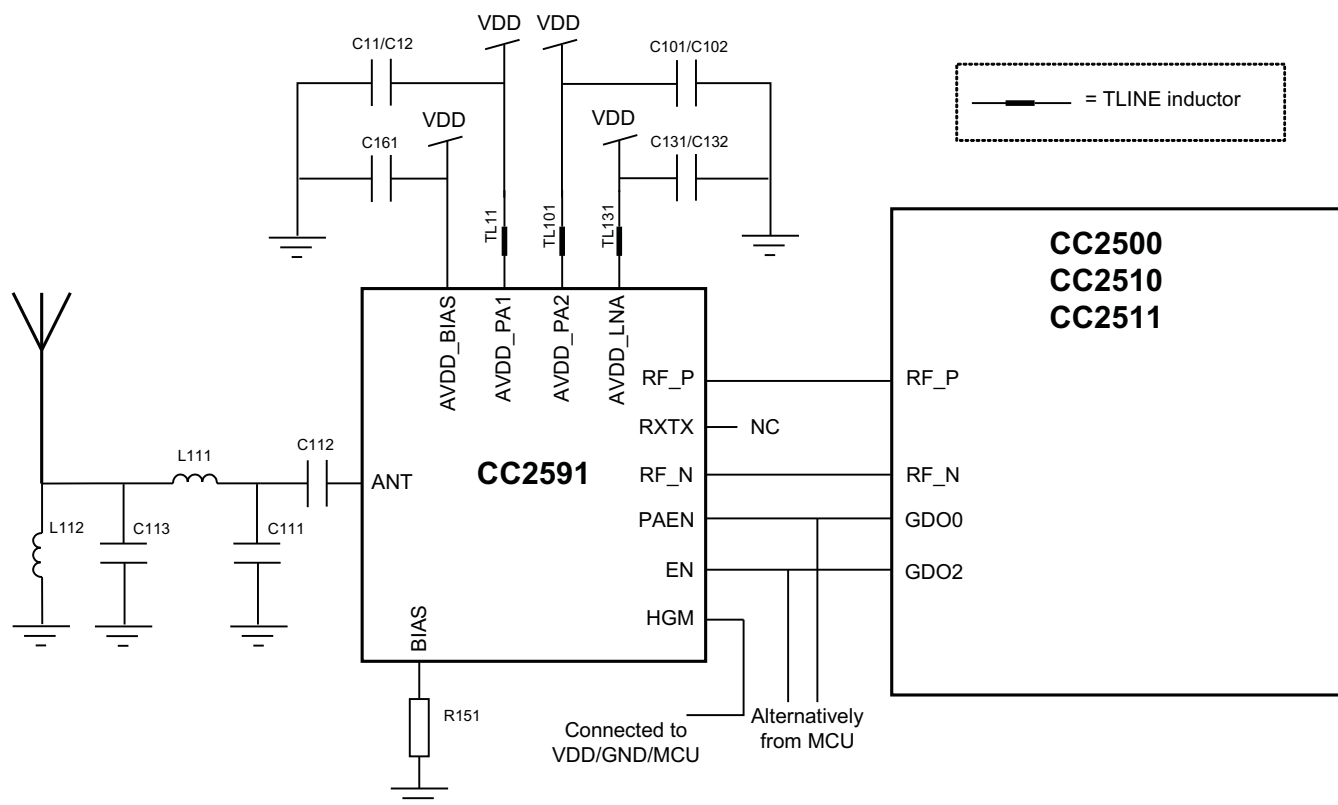 VDD
VDD
C11/C12
C101/C102
= TLINE inductor
VDD
VDD
C161
C131/C132
TL11
TL101
TL131
CC2500
CC2510
CC2511
AVDD_BIAS
AVDD_PA1
AVDD_PA2
AVDD_LNA
RF_P
RF_P
RXTX
NC
C112
L111
ANT
CC2591
RF_N
RF_N
PAEN
GDO0
L112
C113
C111
EN
GDO2
BIAS
HGM
R151
Connected to
VDD/GND/MCU
Alternatively
from MCU